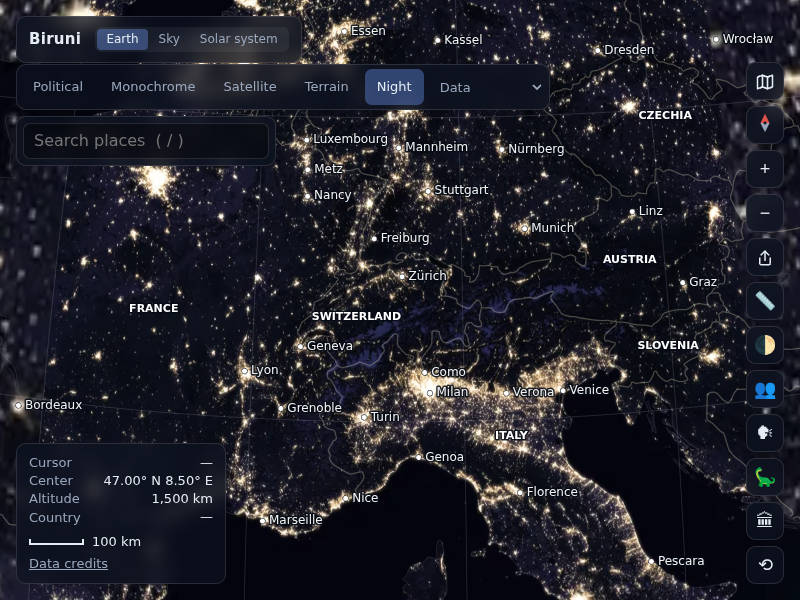 Biruni
Earth
Sky
Solar system
Political
Monochrome
Satellite
Terrain
Night
Data
Search places ( / )
Essen
Kassel
Dresden
Wrocław
CZECHIA
Luxembourg
Mannheim
Nürnberg
Metz
Nancy
Stuttgart
Linz
Munich
Freiburg
AUSTRIA
Zürich
Graz
FRANCE
SWITZERLAND
Geneva
SLOVENIA
Lyon
Como
Milan
Verona
Venice
Bordeaux
Grenoble
Turin
ITALY
Genoa
Nice
Florence
Marseille
Pescara
Cursor —
Center 47.00° N 8.50° E
Altitude 1,500 km
Country —
100 km
Data credits
+
−